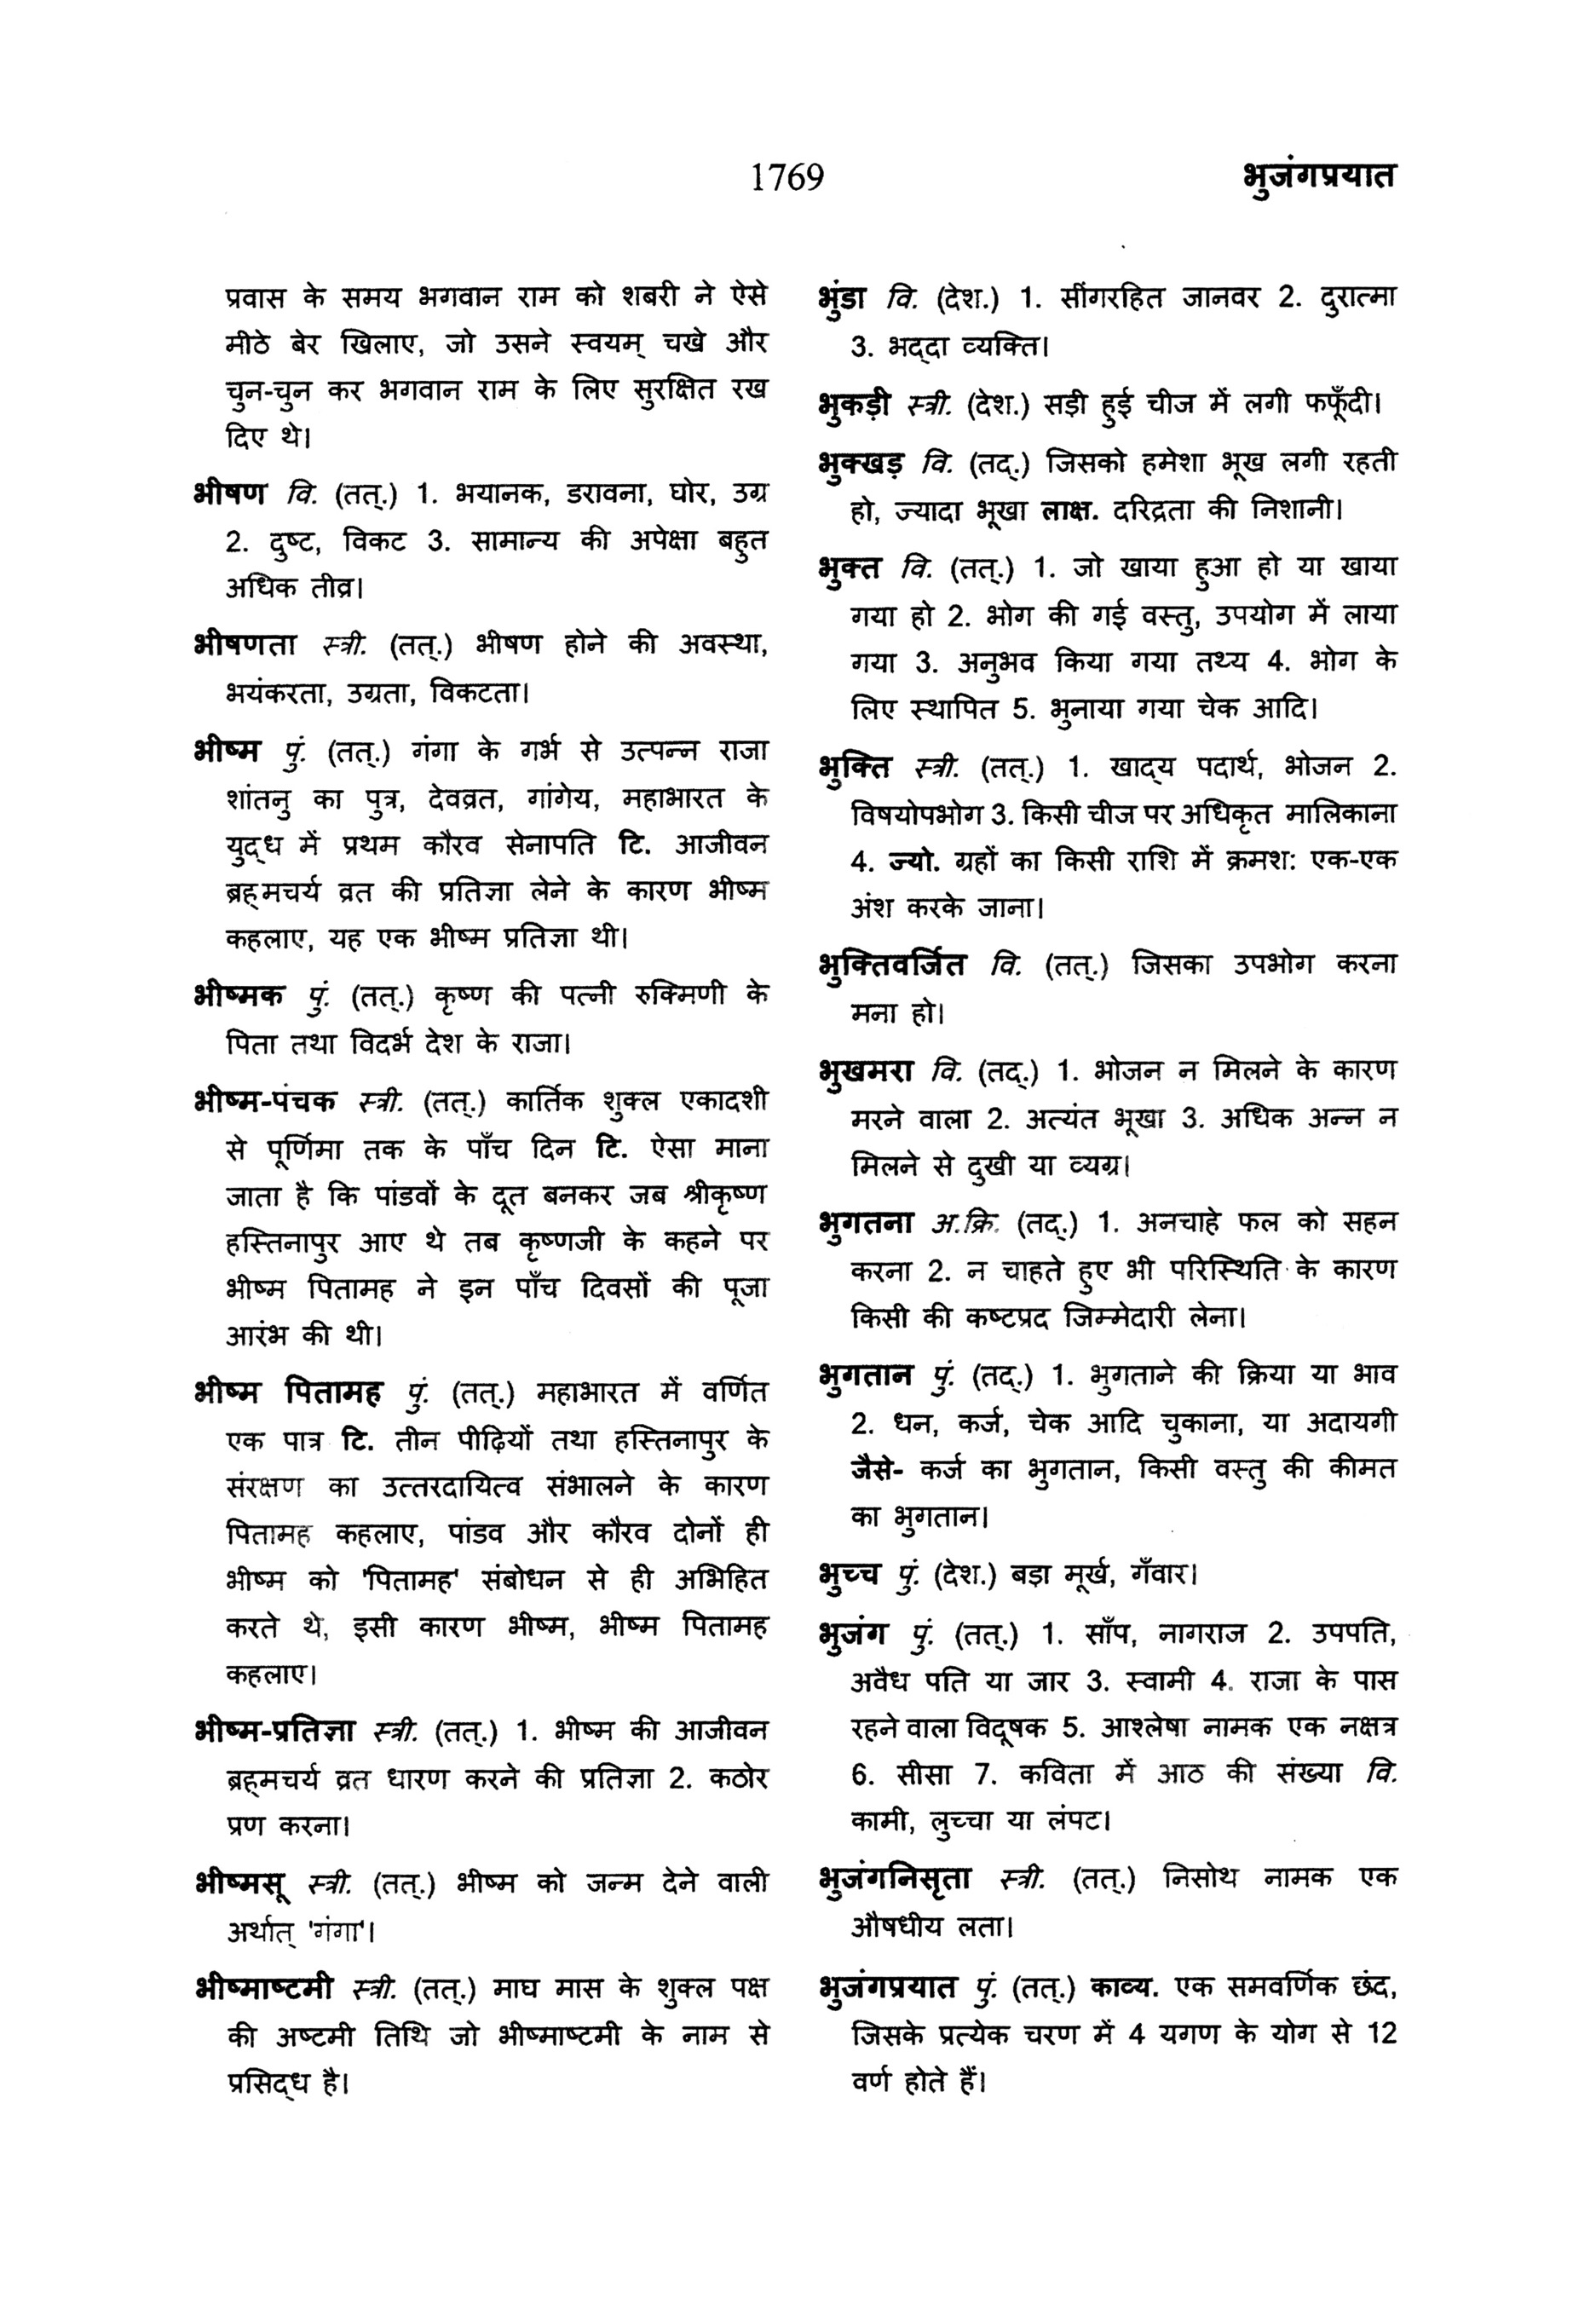 1769
भुजंगप्रयात
प्रवास के समय भगवान राम को शबरी ने ऐसे
मीठे बेर खिलाए, जो उसने स्वयम् चखे और
चुन-चुन कर भगवान राम के लिए सुरक्षित रख
दिए थे।
भीषण वि. (तत्.) 1. भयानक, डरावना, घोर, उग्र
2. दुष्ट, विकट 3. सामान्य की अपेक्षा बहुत
अधिक तीव्र।
भीषणता स्त्री. (तत्.) भीषण होने की अवस्था,
भयंकरता, उग्रता, विकटता।
भीष्म पुं. (तत्.) गंगा के गर्भ से उत्पन्न राजा
शांतनु का पुत्र, देवव्रत, गांगेय, महाभारत के
युद्‌ध में प्रथम कौरव सेनापति टि. आजीवन
ब्रह्‌मचर्य व्रत की प्रतिज्ञा लेने के कारण भीष्म
कहलाए, यह एक भीष्म प्रतिज्ञा थी।
भीष्मक पुं. (तत्.) कृष्ण की पत्नी रुक्मिणी के
पिता तथा विदर्भ देश के राजा।
भीष्म-पंचक स्त्री. (तत्.) कार्तिक शुक्ल एकादशी
से पूर्णिमा तक के पाँच दिन टि. ऐसा माना
जाता है कि पांडवों के दूत बनकर जब श्रीकृष्ण
हस्तिनापुर आए थे तब कृष्णजी के कहने पर
भीष्म पितामह ने इन पाँच दिवसों की पूजा
आरंभ की थी।
भीष्म पितामह पुं. (तत्.) महाभारत में वर्णित
एक पात्र टि. तीन पीढ़ियों तथा हस्तिनापुर के
संरक्षण का उत्तरदायित्व संभालने के कारण
पितामह कहलाए, पांडव और कौरव दोनों ही
भीष्म को 'पितामह' संबोधन से ही अभिहित
करते थे, इसी कारण भीष्म, भीष्म पितामह
कहलाए।
भीष्म-प्रतिज्ञा स्त्री. (तत्.) 1. भीष्म की आजीवन
ब्रह्‌मचर्य व्रत धारण करने की प्रतिज्ञा 2. कठोर
प्रण करना।
भीष्मसू स्त्री. (तत्.) भीष्म को जन्म देने वाली
अर्थात् 'गंगा'।
भीष्माष्टमी स्त्री. (तत्.) माघ मास के शुक्ल पक्ष
की अष्टमी तिथि जो भीष्माष्टमी के नाम से
प्रसिद्‌ध है।
भुंडा वि. (देश.) 1. सींगरहित जानवर 2. दुरात्मा
3. भद्‌दा व्यक्ति।
भुकड़ी स्त्री. (देश.) सड़ी हुई चीज में लगी फफूँदी।
भुक्खड़ वि. (तद्.) जिसको हमेशा भूख लगी रहती
हो, ज्यादा भूखा लाक्ष. दरिद्रता की निशानी।
भुक्त वि. (तत्.) 1. जो खाया हुआ हो या खाया
गया हो 2. भोग की गई वस्तु, उपयोग में लाया
गया 3. अनुभव किया गया तथ्य 4. भोग के
लिए स्थापित 5. भुनाया गया चेक आदि।
भुक्ति स्त्री. (तत्.) 1. खाद्‌य पदार्थ, भोजन 2.
विषयोपभोग 3. किसी चीज पर अधिकृत मालिकाना
4. ज्यो. ग्रहों का किसी राशि में क्रमश: एक-एक
अंश करके जाना।
भुक्तिवर्जित वि. (तत्.) जिसका उपभोग करना
मना हो।
भुखमरा वि. (तद्.) 1. भोजन न मिलने के कारण
मरने वाला 2. अत्यंत भूखा 3. अधिक अन्न न
मिलने से दुखी या व्यग्र।
भुगतना अ.क्रि. (तद्.) 1. अनचाहे फल को सहन
करना 2. न चाहते हुए भी परिस्थिति के कारण
किसी की कष्टप्रद जिम्मेदारी लेना।
भुगतान पुं. (तद्.) 1. भुगताने की क्रिया या भाव
2. धन, कर्ज, चेक आदि चुकाना, या अदायगी
जैसे- कर्ज का भुगतान, किसी वस्तु की कीमत
का भुगतान।
भुच्च पुं. (देश.) बड़ा मूर्ख, गँवार।
भुजंग पुं. (तत्.) 1. साँप, नागराज 2. उपपति,
अवैध पति या जार 3. स्वामी 4. राजा के पास
रहने वाला विदूषक 5. आश्लेषा नामक एक नक्षत्र
6. सीसा 7. कविता में आठ की संख्या वि.
कामी, लुच्चा या लंपट।
भुजंगनिसृता स्त्री. (तत्.) निसोथ नामक एक
औषधीय लता।
भुजंगप्रयात पुं. (तत्.) काव्य. एक समवर्णिक छंद,
जिसके प्रत्येक चरण में 4 यगण के योग से 12
वर्ण होते हैं।